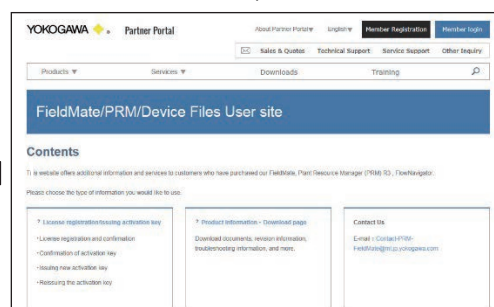 YOKOGAWA Partner Portal
About Partner Portal▼ English▼ Member Registration Member login
Sales & Quotes Technical Support Service Support Other Inquiry
Products ▼ Services ▼ Downloads Training
FieldMate/PRM/Device Files User site
Contents
This website offers additional information and services to customers who have purchased our FieldMate, Plant Resource Manager (PRM) R3, FlowNavigator.
Please choose the type of information you would like to use.
? License registration/issuing activation key
・License registration and confirmation
・Confirmation of activation key
・Issuing new activation key
・Reissuing the activation key
? Product Information・Download page
Download documents, revision information, troubleshooting information, and more.
Contact Us
E-mail : Contact-PRM-
FieldMate@ml.jp.yokogawa.com